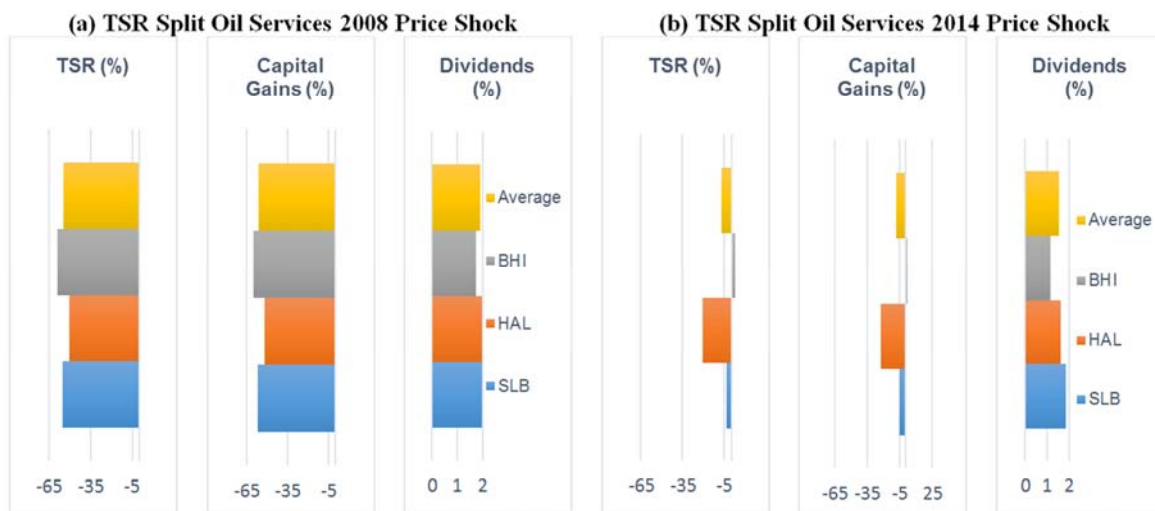 (a) TSR Split Oil Services 2008 Price Shock
TSR (%)
Capital
Gains (%)
Dividends
(%)
Average
BHI
HAL
SLB
-65 -35 -5
-65 -35 -5
0 1 2
(b) TSR Split Oil Services 2014 Price Shock
TSR (%)
Capital
Gains (%)
Dividends
(%)
Average
BHI
HAL
SLB
-65 -35 -5
-65 -35 -5 25
0 1 2